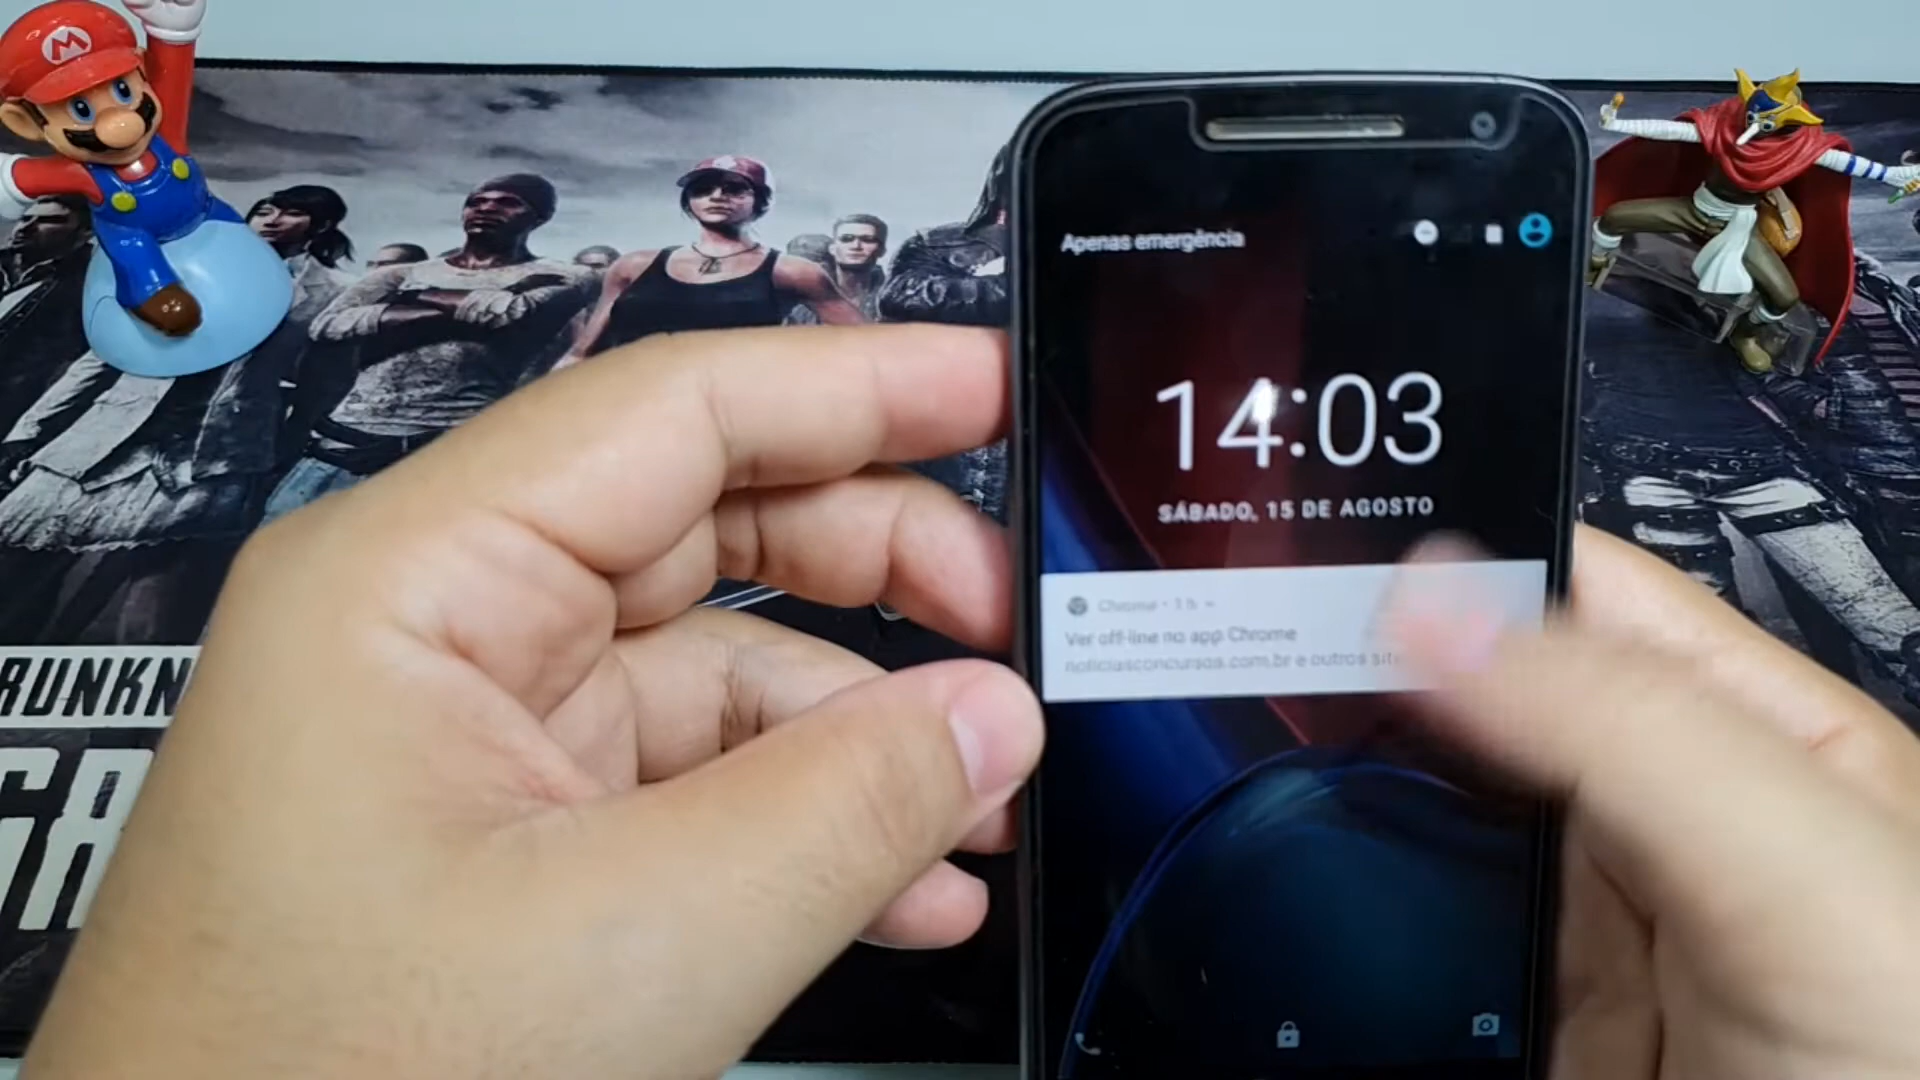 M
Apenas emergência
14:03
SÁBADO, 15 DE AGOSTO
Chrome • 1 h
Ver off-line no app Chrome
noticiasconcursos.com.br e outros
RUNKN